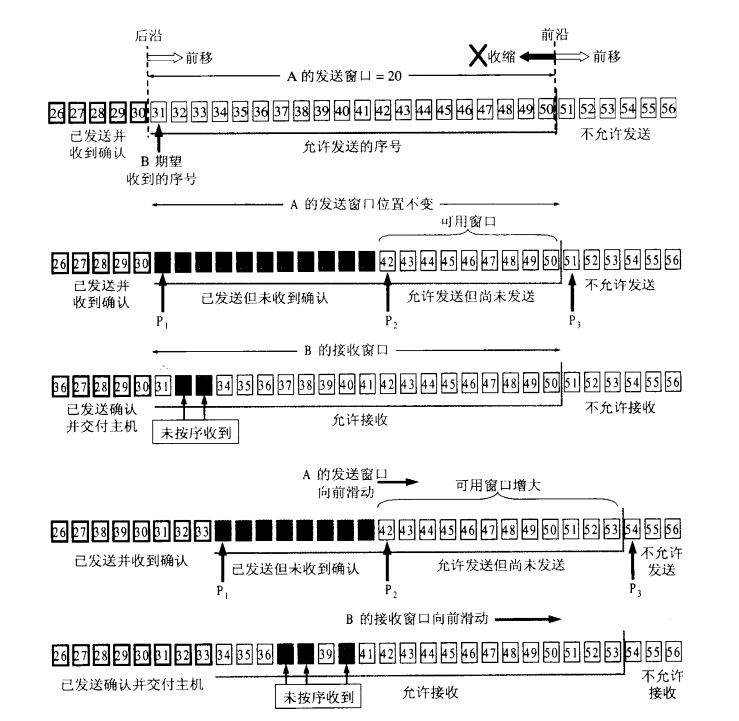 后沿 前沿
前移 收缩 前移
A 的发送窗口 = 20
26 27 28 29 30 31 32 33 34 35 36 37 38 39 40 41 42 43 44 45 46 47 48 49 50 51 52 53 54 55 56
已发送并 允许发送的序号 不允许发送
收到确认
B 期望
收到的序号
A 的发送窗口位置不变
可用窗口
26 27 28 29 30 42 43 44 45 46 47 48 49 50 51 52 53 54 55 56
已发送并 已发送但未收到确认 允许发送但尚未发送 不允许发送
收到确认
P1 P2 P3
B 的接收窗口
36 27 28 29 30 31 34 35 36 37 38 39 40 41 42 43 44 45 46 47 48 49 50 51 52 53 54 55 56
已发送确认 允许接收 不允许接收
并交付主机
未按序收到
A 的发送窗口
向前滑动
可用窗口增大
26 27 38 39 30 31 32 33 42 43 44 45 46 47 48 49 50 51 52 53 54 55 56
已发送并收到确认 已发送但未收到确认 允许发送但尚未发送 不允许
发送
P1 P2 P3
B 的接收窗口向前滑动
26 27 28 29 30 31 32 33 34 35 36 39 41 42 43 44 45 46 47 48 49 50 51 52 53 54 55 56
已发送确认并交付主机 允许接收 不允许
接收
未按序收到